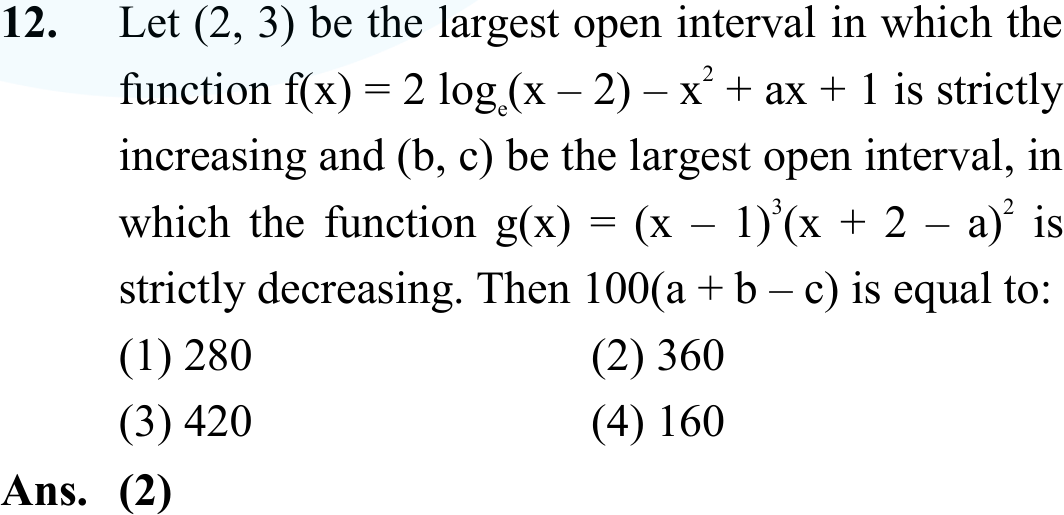 12. Let (2, 3) be the largest open interval in which the
function f(x) = 2 logₑ(x – 2) – x² + ax + 1 is strictly
increasing and (b, c) be the largest open interval, in
which the function g(x) = (x – 1)³(x + 2 – a)² is
strictly decreasing. Then 100(a + b – c) is equal to:
(1) 280 (2) 360
(3) 420 (4) 160
Ans. (2)